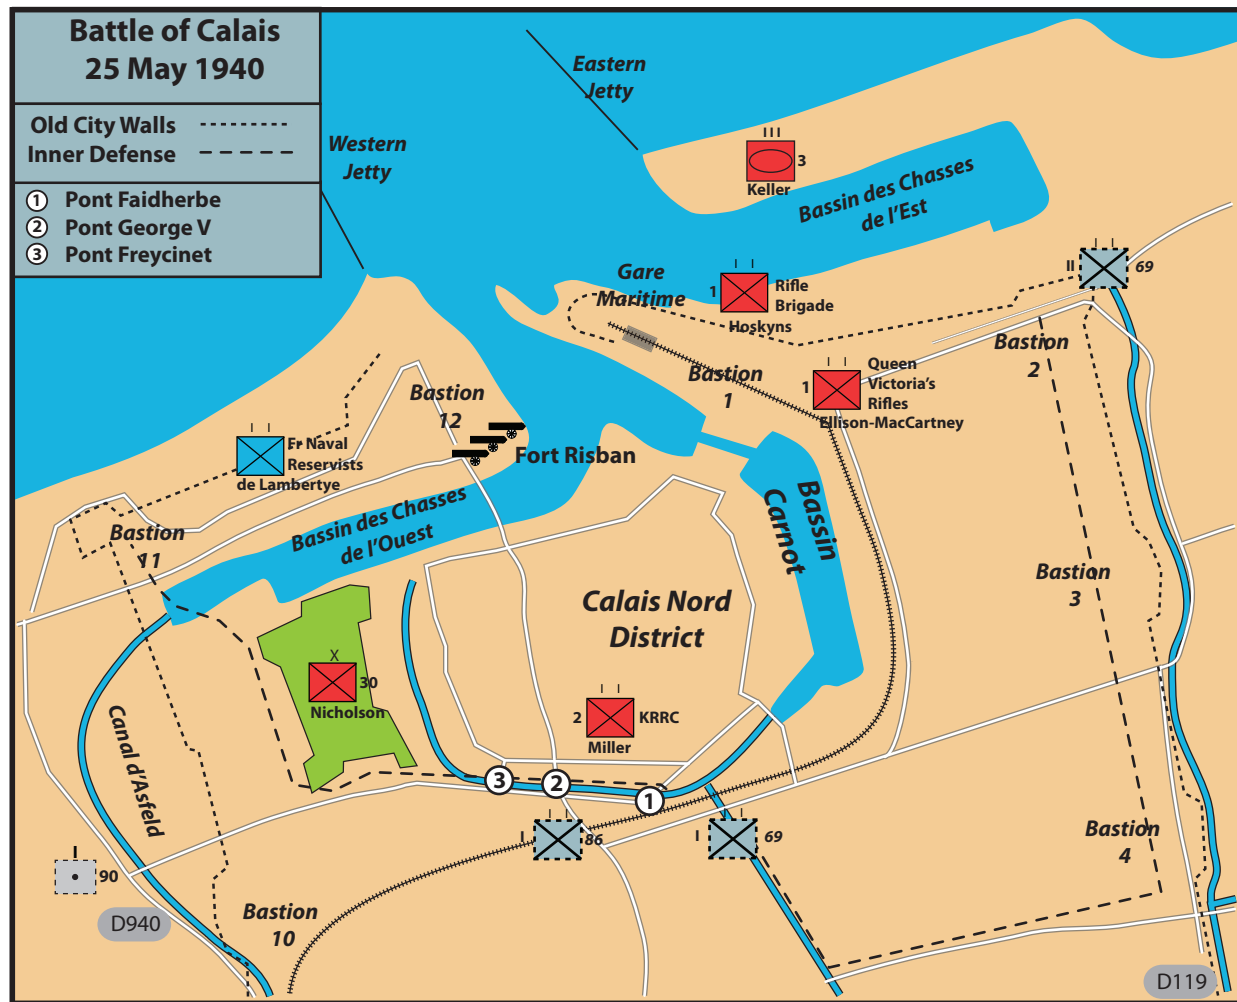 Battle of Calais
25 May 1940
Old City Walls
Inner Defense
1 Pont Faidherbe
2 Pont George V
3 Pont Freycinet
Eastern
Jetty
Western
Jetty
III
3
Keller
Bassin des Chasses
de l'Est
Gare
Maritime
I I
1
Rifle
Brigade
Hoskyns
I I
II
69
Bastion
2
Bastion
1
I I
1
Queen
Victoria's
Rifles
Ellison-MacCartney
Bastion
12
Fort Risban
I I
Fr Naval
Reservists
de Lambertye
Bassin des Chasses
de l'Ouest
Bastion
11
Bassin
Carnot
Bastion
3
Calais Nord
District
X
30
Nicholson
I I
2
KRRC
Miller
Canal d'Asfeld
3
2
1
I I
I
86
I I
I
69
Bastion
4
I
90
D940
Bastion
10
D119